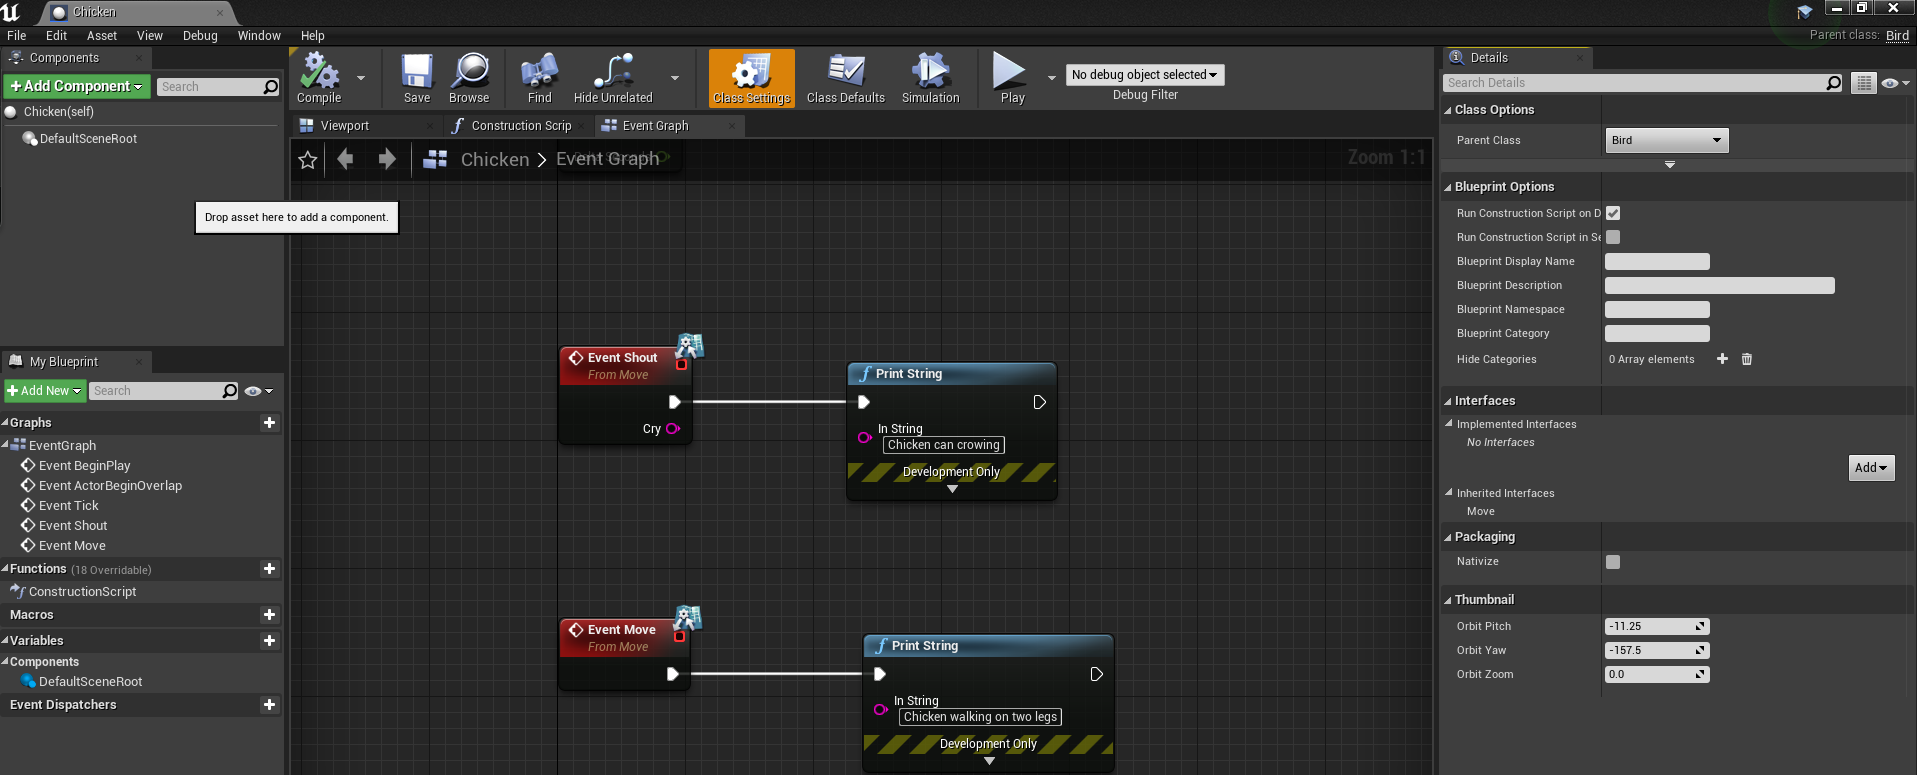 Chicken
File Edit Asset View Debug Window Help
Parent class: Bird
Components
+ Add Component
Search
Chicken(self)
DefaultSceneRoot
Drop asset here to add a component.
My Blueprint
+ Add New
Search
Graphs
EventGraph
Event BeginPlay
Event ActorBeginOverlap
Event Tick
Event Shout
Event Move
Functions (18 Overridable)
ConstructionScript
Macros
Variables
Components
DefaultSceneRoot
Event Dispatchers
Compile
Save
Browse
Find
Hide Unrelated
Class Settings
Class Defaults
Simulation
Play
No debug object selected
Debug Filter
Viewport
Construction Scrip
Event Graph
Chicken > Event Graph
Zoom 1:1
Event Shout
From Move
Cry
Print String
In String
Chicken can crowing
Development Only
Event Move
From Move
Print String
In String
Chicken walking on two legs
Development Only
Details
Search Details
Class Options
Parent Class Bird
Blueprint Options
Run Construction Script on D
Run Construction Script in Se
Blueprint Display Name
Blueprint Description
Blueprint Namespace
Blueprint Category
Hide Categories 0 Array elements
Interfaces
Implemented Interfaces
No Interfaces
Add
Inherited Interfaces
Move
Packaging
Nativize
Thumbnail
Orbit Pitch -11.25
Orbit Yaw -157.5
Orbit Zoom 0.0